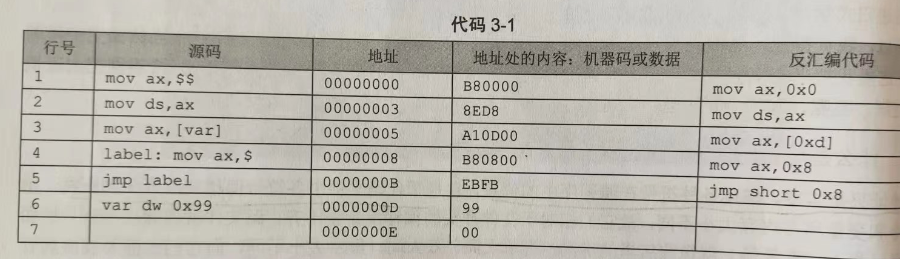 代码 3-1
行号 源码 地址 地址处的内容：机器码或数据 反汇编代码
1 mov ax,$$ 00000000 B80000 mov ax,0x0
2 mov ds,ax 00000003 8ED8 mov ds,ax
3 mov ax,[var] 00000005 A10D00 mov ax,[0xd]
4 label: mov ax,$ 00000008 B80800 mov ax,0x8
5 jmp label 0000000B EBFB jmp short 0x8
6 var dw 0x99 0000000D 99
7 0000000E 00